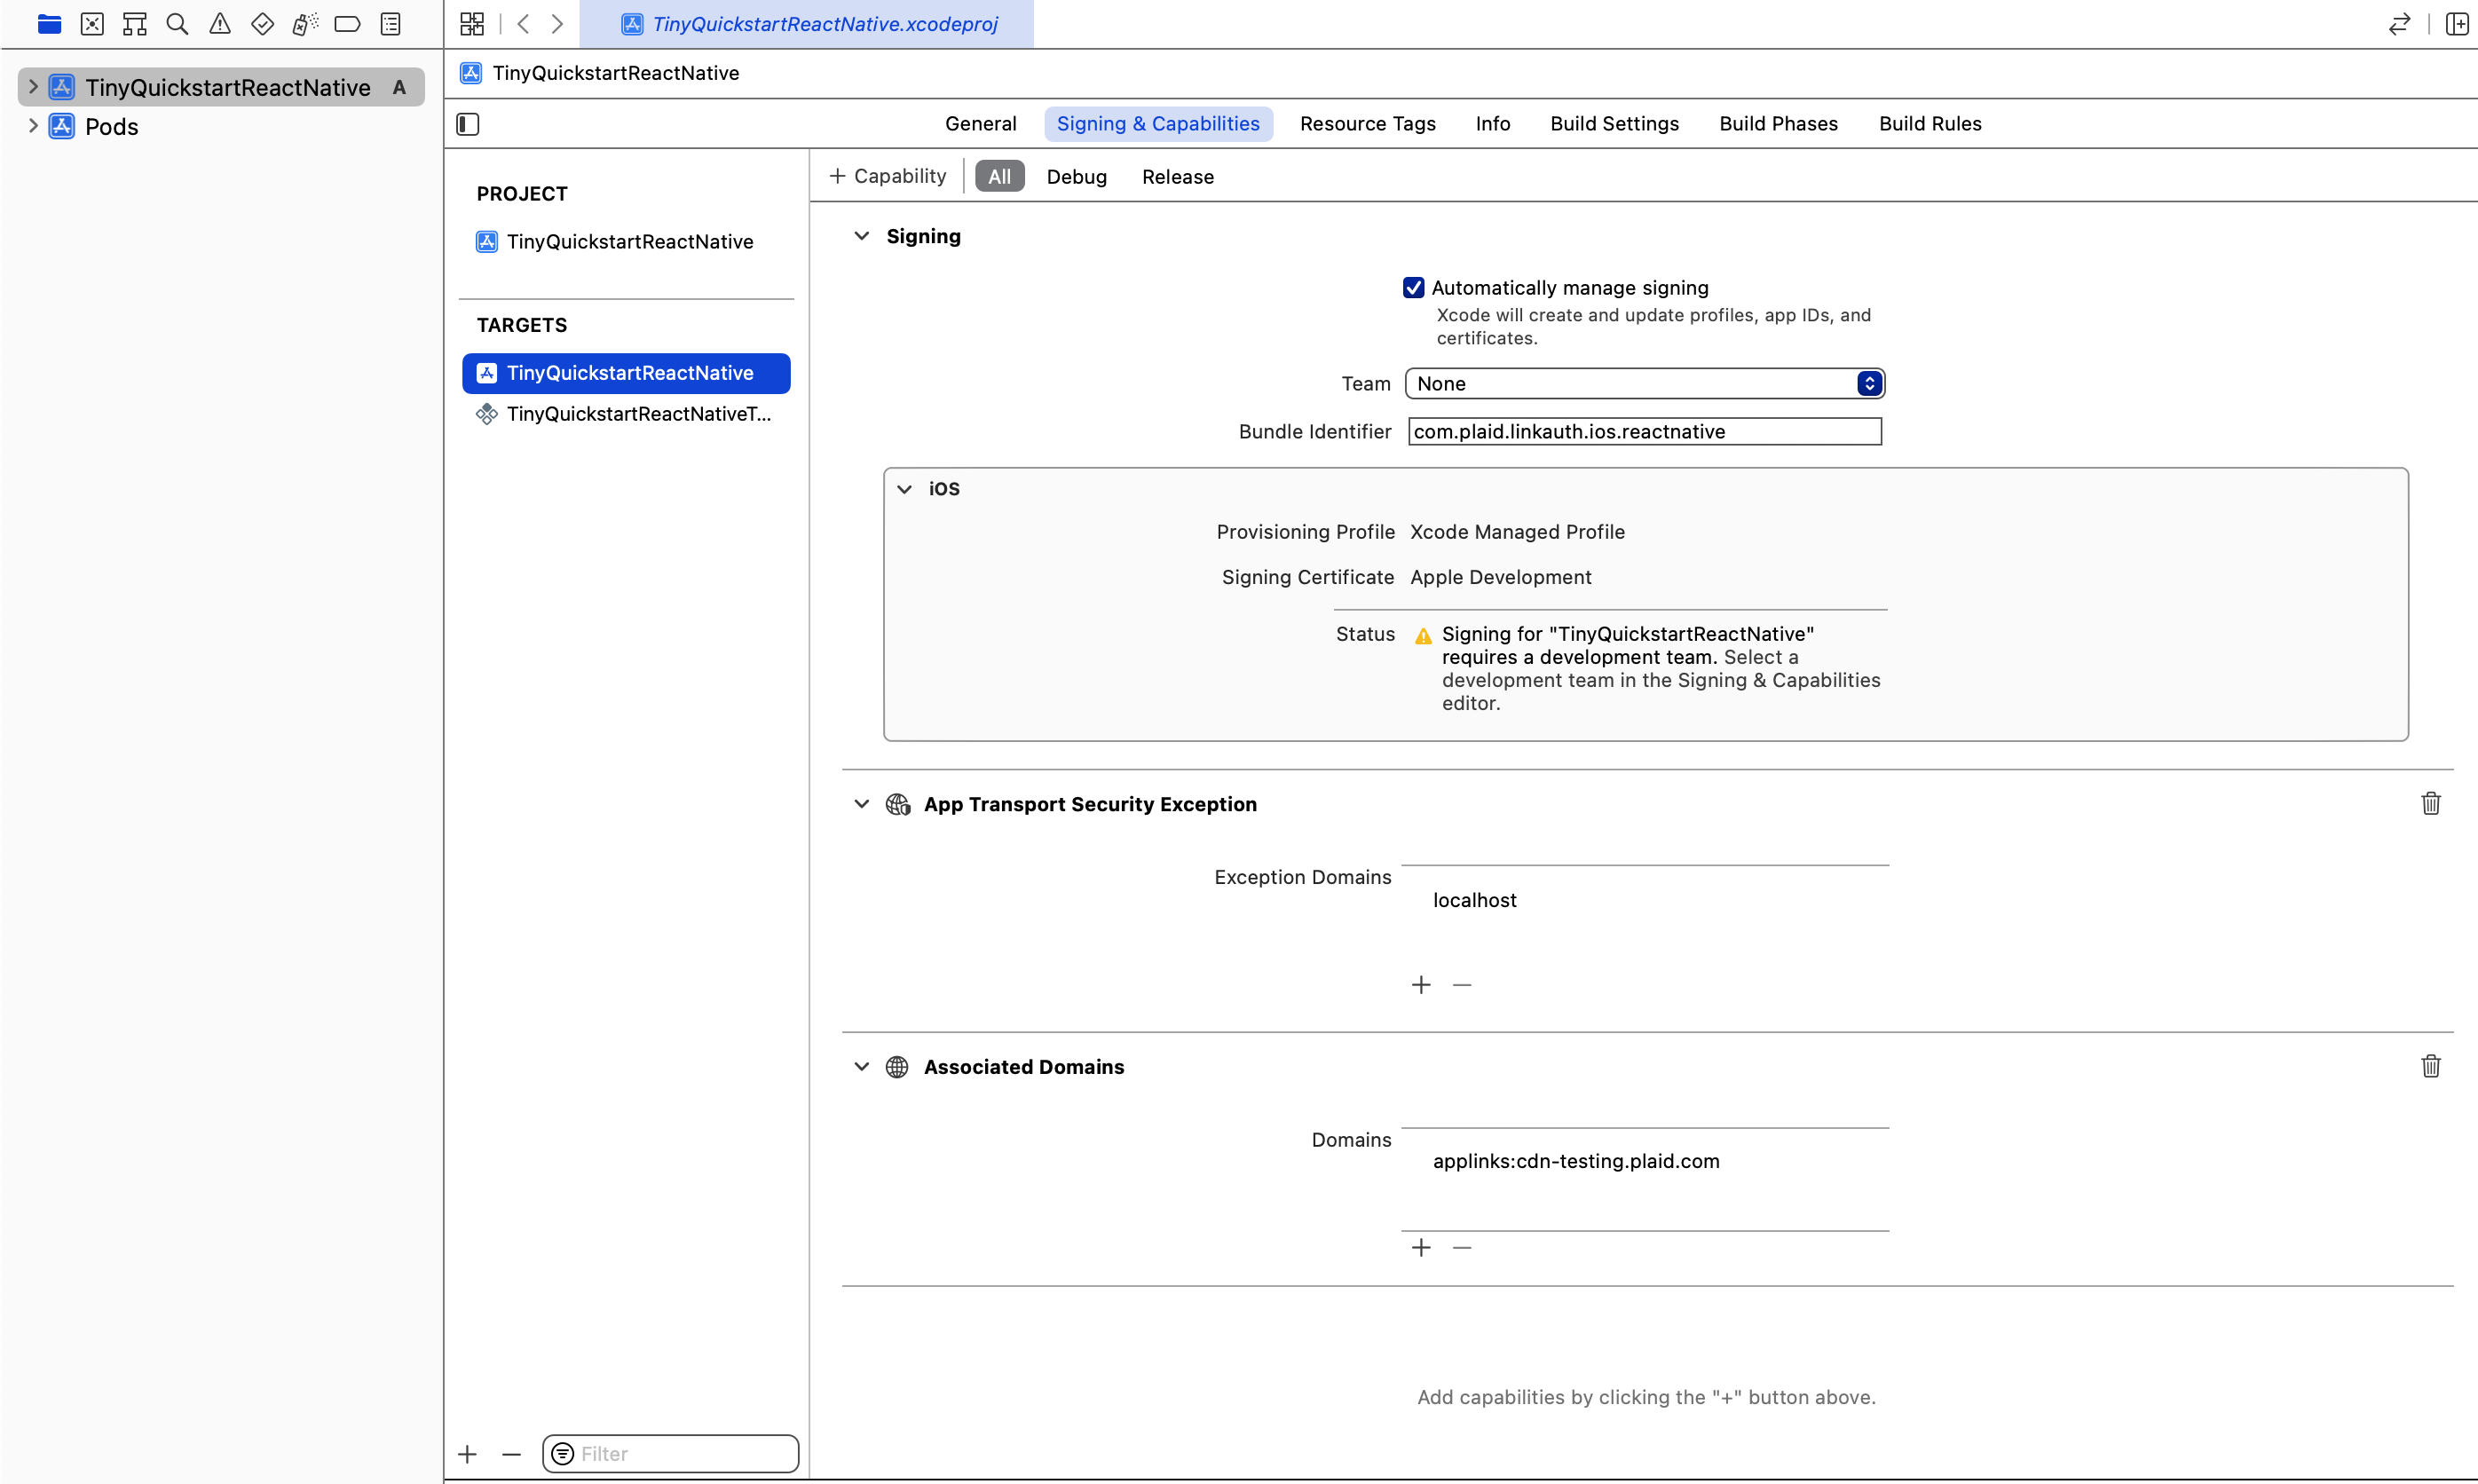 TinyQuickstartReactNative.xcodeproj
TinyQuickstartReactNative A
Pods
TinyQuickstartReactNative
General Signing & Capabilities Resource Tags Info Build Settings Build Phases Build Rules
PROJECT
TinyQuickstartReactNative
TARGETS
TinyQuickstartReactNative
TinyQuickstartReactNativeT...
+ Capability All Debug Release
Signing
Automatically manage signing
Xcode will create and update profiles, app IDs, and
certificates.
Team None
Bundle Identifier com.plaid.linkauth.ios.reactnative
iOS
Provisioning Profile Xcode Managed Profile
Signing Certificate Apple Development
Status Signing for "TinyQuickstartReactNative"
requires a development team. Select a
development team in the Signing & Capabilities
editor.
App Transport Security Exception
Exception Domains
localhost
Associated Domains
Domains
applinks:cdn-testing.plaid.com
Add capabilities by clicking the "+" button above.
Filter